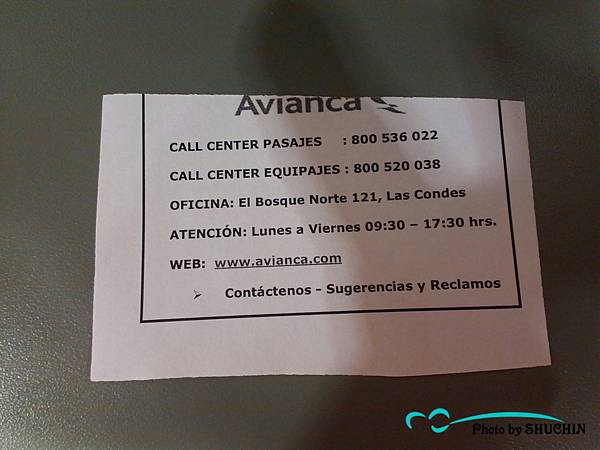 Avianca
CALL CENTER PASAJES : 800 536 022
CALL CENTER EQUIPAJES : 800 520 038
OFICINA: El Bosque Norte 121, Las Condes
ATENCIÓN: Lunes a Viernes 09:30 – 17:30 hrs.
WEB: www.avianca.com
➢ Contáctenos - Sugerencias y Reclamos
Photo by SHUCHIN